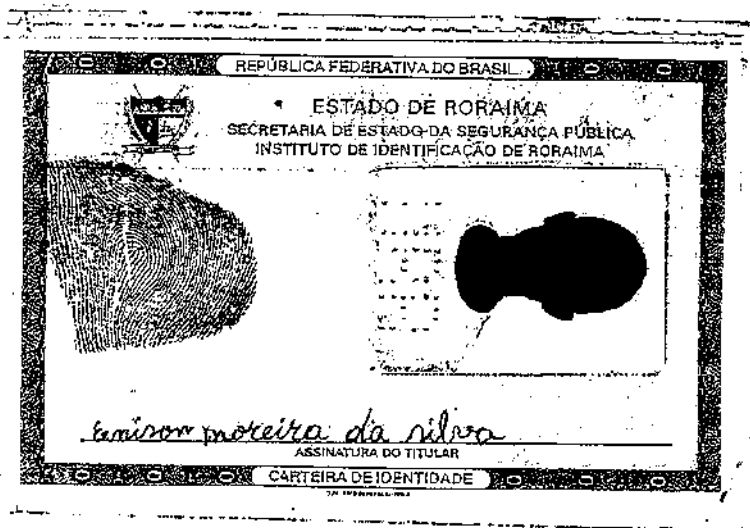 REPÚBLICA FEDERATIVA DO BRASIL
ESTADO DE RORAIMA
SECRETARIA DE ESTADO DA SEGURANÇA PÚBLICA
INSTITUTO DE IDENTIFICAÇÃO DE RORAIMA
Enison moreira da silva
ASSINATURA DO TITULAR
CARTEIRA DE IDENTIDADE